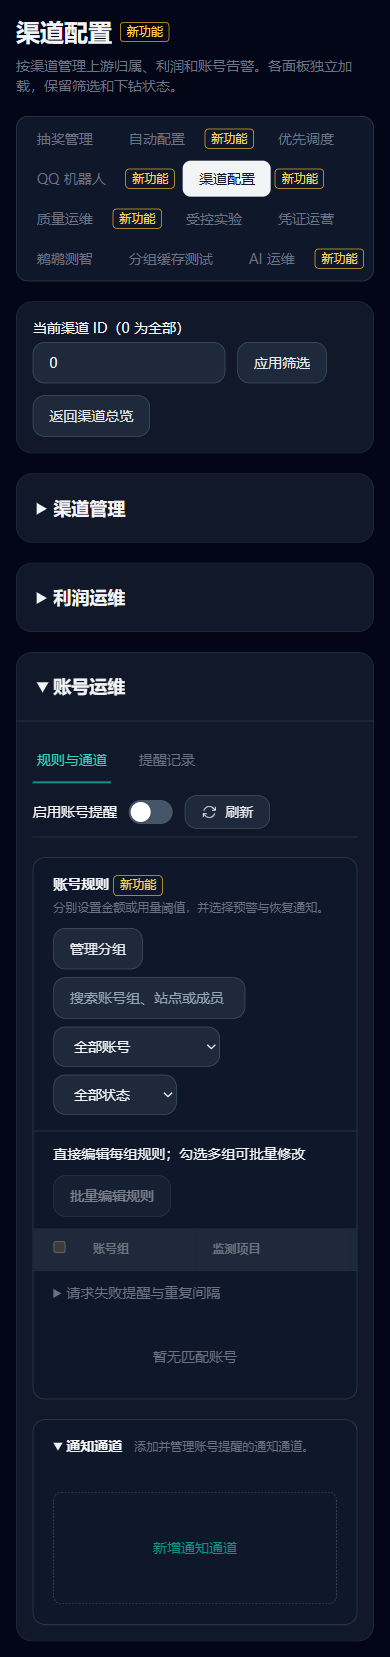 渠道配置 新功能
按渠道管理上游归属、利润和账号告警。各面板独立加
载，保留筛选和下钻状态。
抽奖管理 自动配置 新功能 优先调度
QQ 机器人 新功能 渠道配置 新功能
质量运维 新功能 受控实验 凭证运营
鹈鹕测智 分组缓存测试 AI 运维 新功能
当前渠道 ID（0 为全部）
0 应用筛选
返回渠道总览
渠道管理
利润运维
账号运维
规则与通道 提醒记录
启用账号提醒 刷新
账号规则 新功能
分别设置金额或用量阈值，并选择预警与恢复通知。
管理分组
搜索账号组、站点或成员
全部账号
全部状态
直接编辑每组规则；勾选多组可批量修改
批量编辑规则
账号组 监测项目
请求失败提醒与重复间隔
暂无匹配账号
通知通道 添加并管理账号提醒的通知通道。
新增通知通道